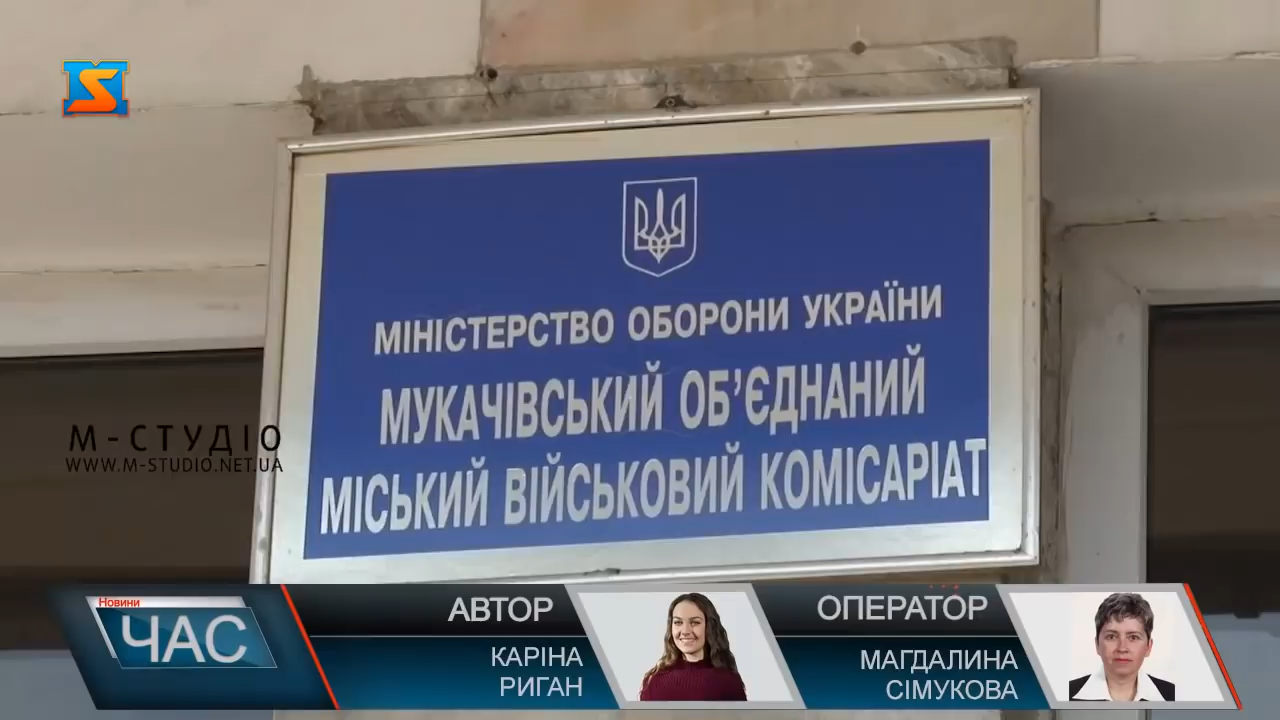 МІНІСТЕРСТВО ОБОРОНИ УКРАЇНИ
МУКАЧІВСЬКИЙ ОБ’ЄДНАНИЙ
МІСЬКИЙ ВІЙСЬКОВИЙ КОМІСАРІАТ
М-СТУДІО
WWW.M-STUDIO.NET.UA
Новини
ЧАС
АВТОР
КАРІНА
РИГАН
ОПЕРАТОР
МАГДАЛИНА
СІМУКОВА